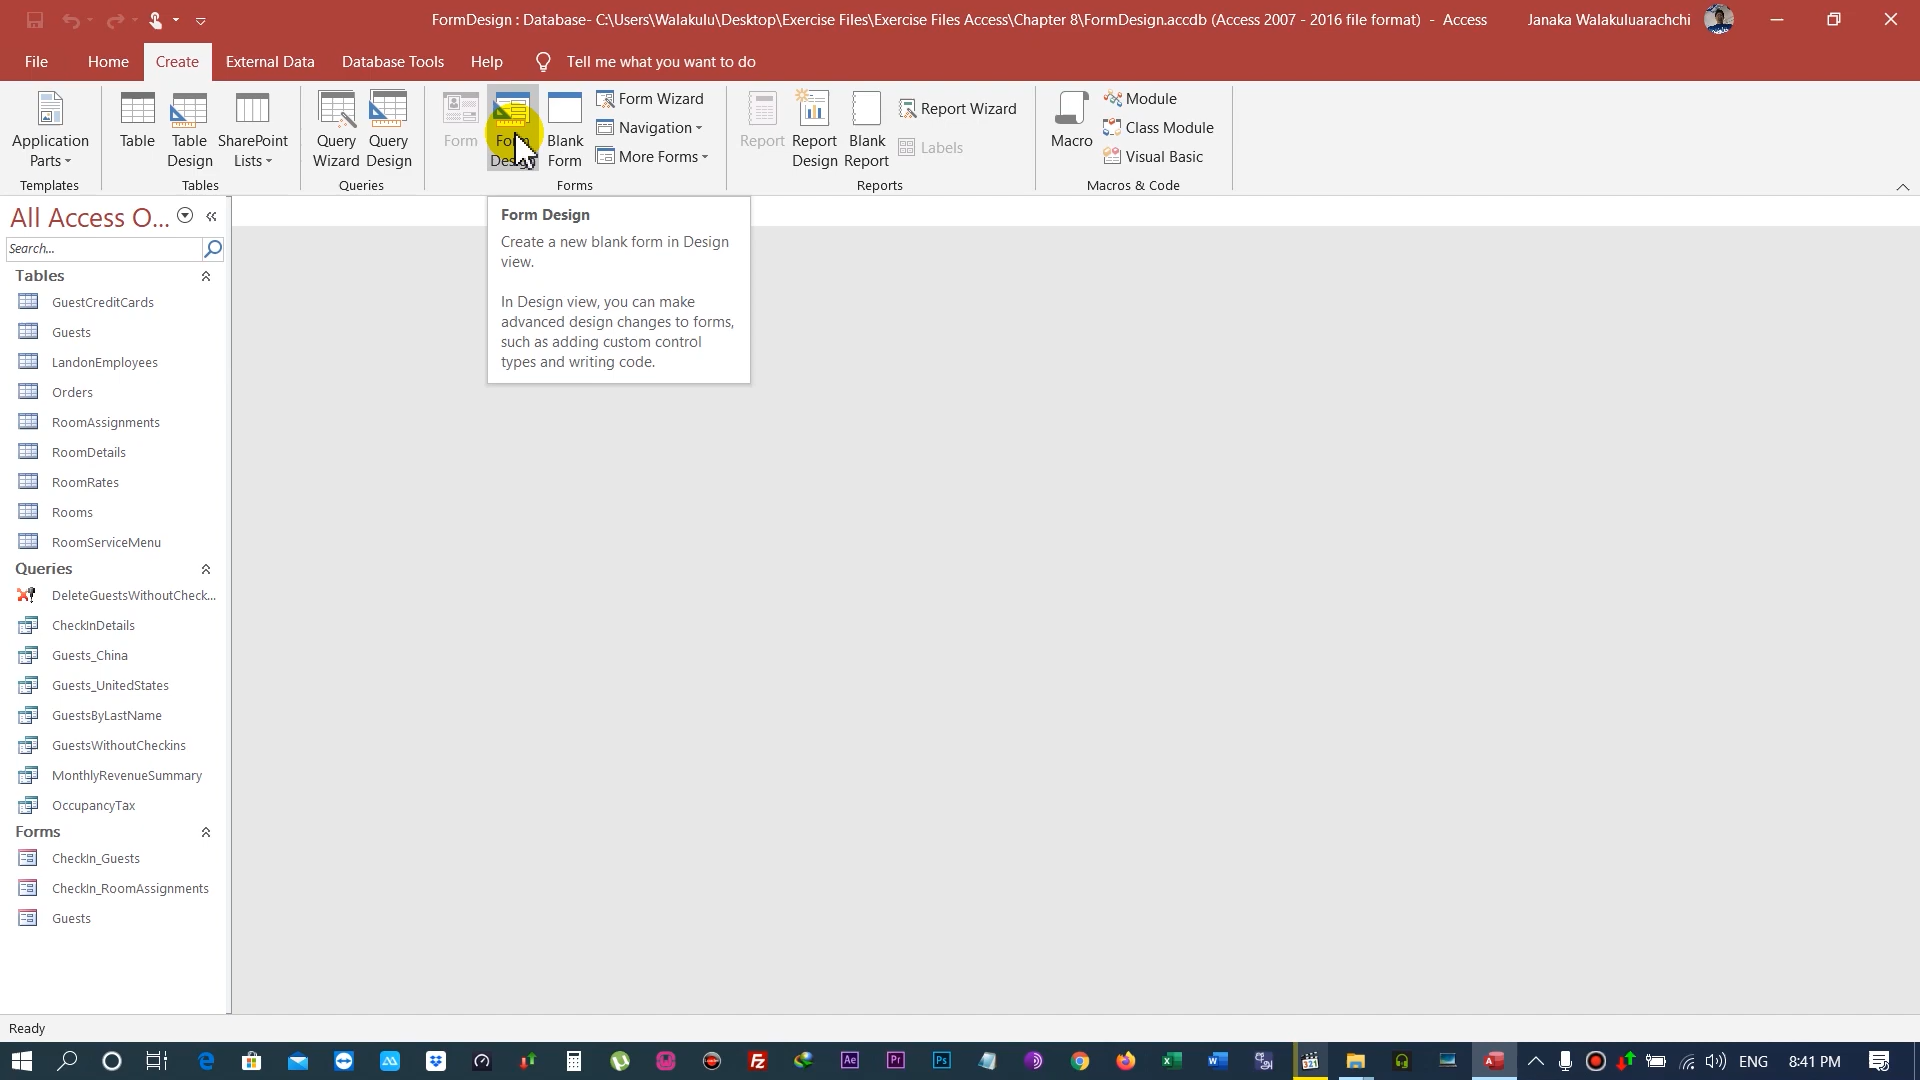 FormDesign : Database- C:\Users\Walakulu\Desktop\Exercise Files\Exercise Files Access\Chapter 8\FormDesign.accdb (Access 2007 - 2016 file format) - Access
Janaka Walakuluarachchi
File Home Create External Data Database Tools Help Tell me what you want to do
Application Parts
Templates
Table
Table Design
SharePoint Lists
Tables
Query Wizard
Query Design
Queries
Form
Form Design
Blank Form
Form Wizard
Navigation
More Forms
Forms
Report
Report Design
Blank Report
Report Wizard
Labels
Reports
Macro
Module
Class Module
Visual Basic
Macros & Code
All Access O...
Search...
Tables
GuestCreditCards
Guests
LandonEmployees
Orders
RoomAssignments
RoomDetails
RoomRates
Rooms
RoomServiceMenu
Queries
DeleteGuestsWithoutCheck...
CheckInDetails
Guests_China
Guests_UnitedStates
GuestsByLastName
GuestsWithoutCheckins
MonthlyRevenueSummary
OccupancyTax
Forms
CheckIn_Guests
CheckIn_RoomAssignments
Guests
Form Design
Create a new blank form in Design
view.
In Design view, you can make
advanced design changes to forms,
such as adding custom control
types and writing code.
Ready
Ae Pr Ps
321
ENG
8:41 PM